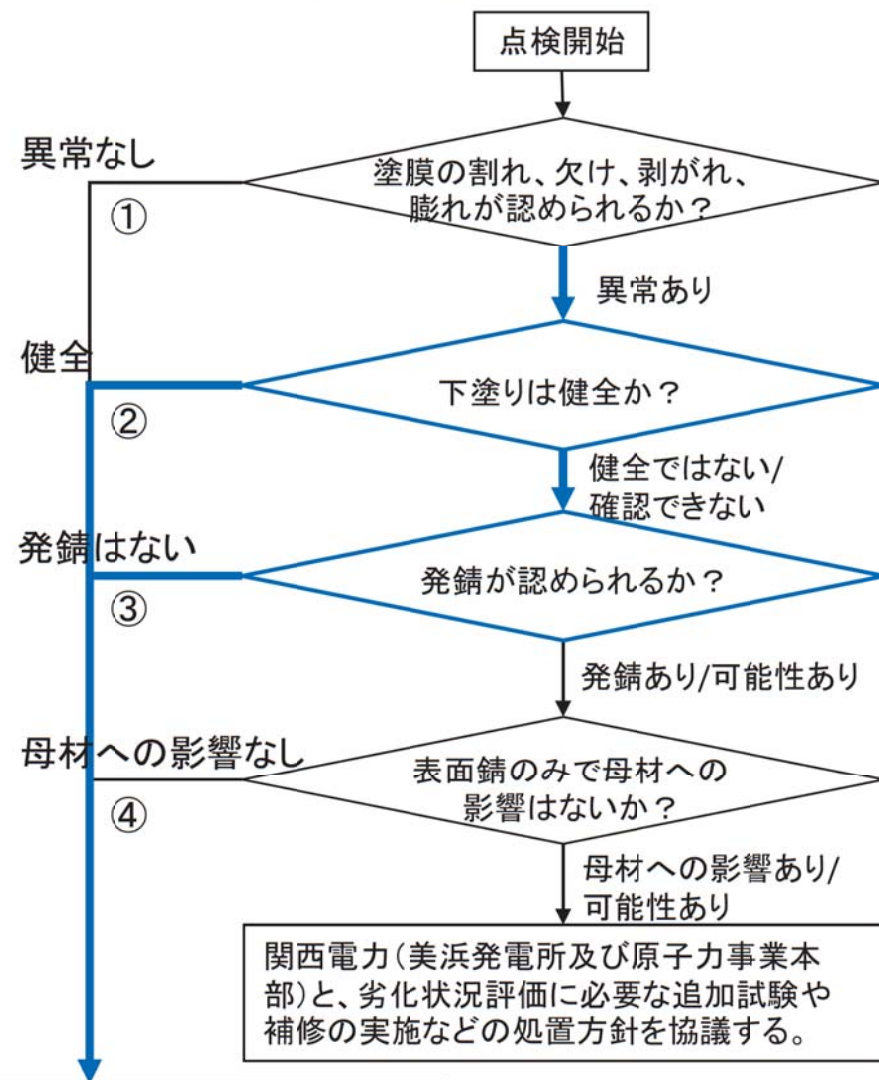 点検開始
異常なし
①
塗膜の割れ、欠け、剥がれ、
膨れが認められるか？
異常あり
健全
②
下塗りは健全か？
健全ではない/
確認できない
発錆はない
③
発錆が認められるか？
発錆あり/可能性あり
母材への影響なし
④
表面錆のみで母材への
影響はないか？
母材への影響あり/
可能性あり
関西電力（美浜発電所及び原子力事業本
部）と、劣化状況評価に必要な追加試験や
補修の実施などの処置方針を協議する。